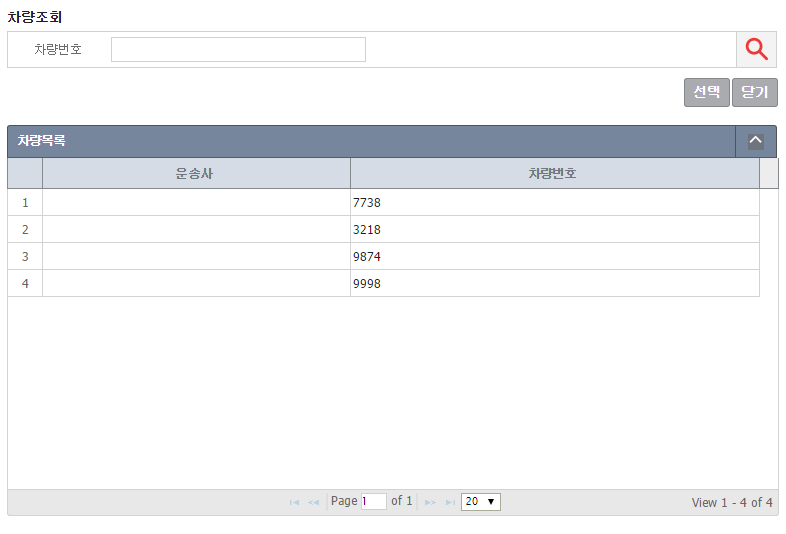 차량조회
차량번호
선택 닫기
차량목록
운송사 차량번호
1 7738
2 3218
3 9874
4 9998
Page 1 of 1 20 View 1 - 4 of 4